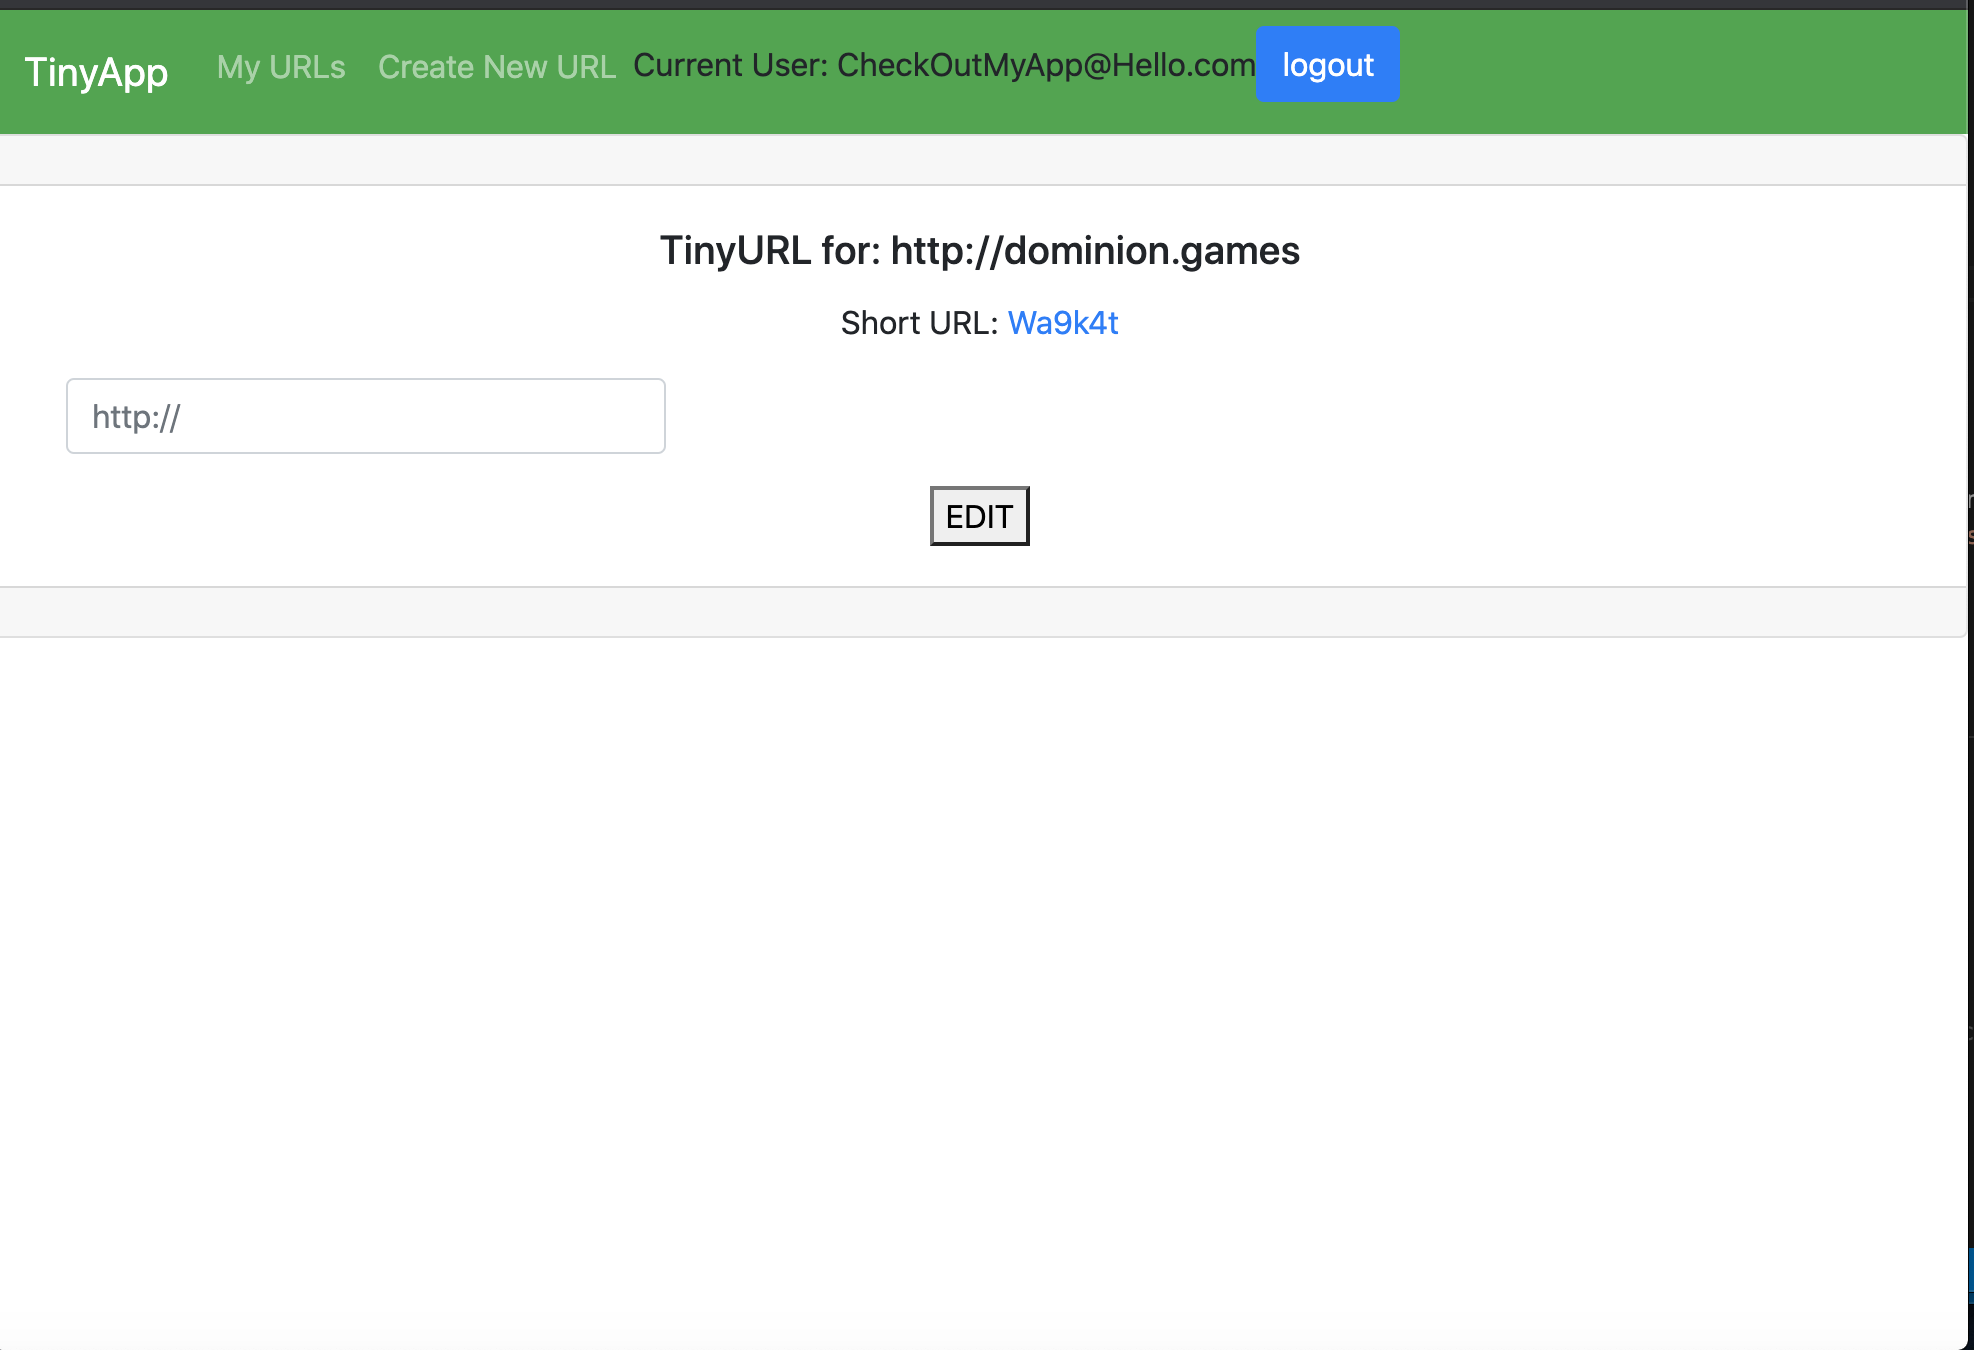 TinyApp My URLs Create New URL Current User: CheckOutMyApp@Hello.com logout
TinyURL for: http://dominion.games
Short URL: Wa9k4t
http://
EDIT